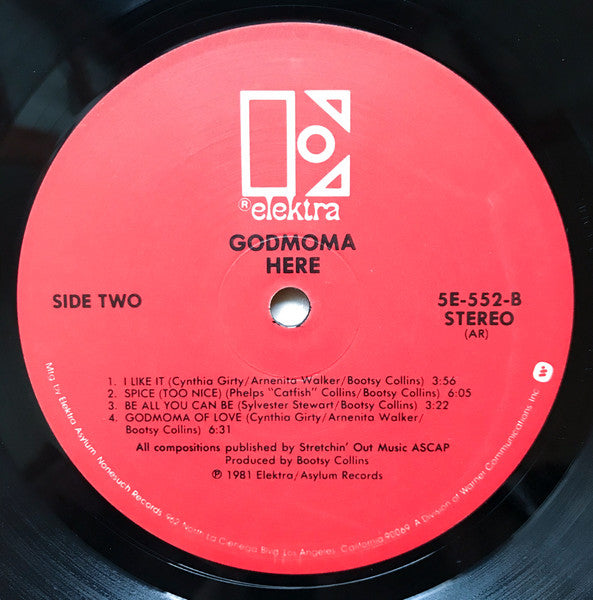 ® elektra
GODMOMA
HERE
SIDE TWO
5E-552-B
STEREO
(AR)
1. I LIKE IT (Cynthia Girty/Arnenita Walker/Bootsy Collins) 3:56
2. SPICE (TOO NICE) (Phelps "Catfish" Collins/Bootsy Collins) 6:05
3. BE ALL YOU CAN BE (Sylvester Stewart/Bootsy Collins) 3:22
4. GODMOMA OF LOVE (Cynthia Girty/Arnenita Walker/
Bootsy Collins) 6:31
All compositions published by Stretchin' Out Music ASCAP
Produced by Bootsy Collins
℗ 1981 Elektra/Asylum Records
Mfg by Elektra Asylum Nonesuch Records 962 North La Cienega Blvd Los Angeles California 90069 A Division of Warner Communications Inc